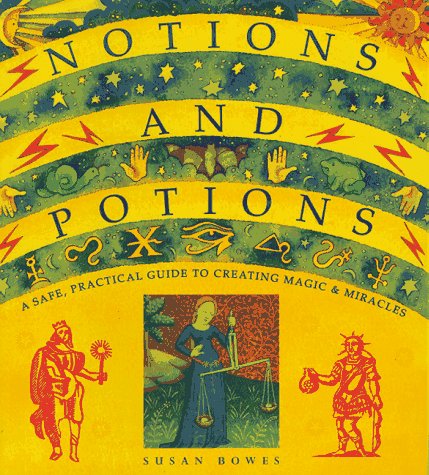 NOTIONS
AND
POTIONS
A SAFE, PRACTICAL GUIDE TO CREATING MAGIC & MIRACLES
SUSAN BOWES